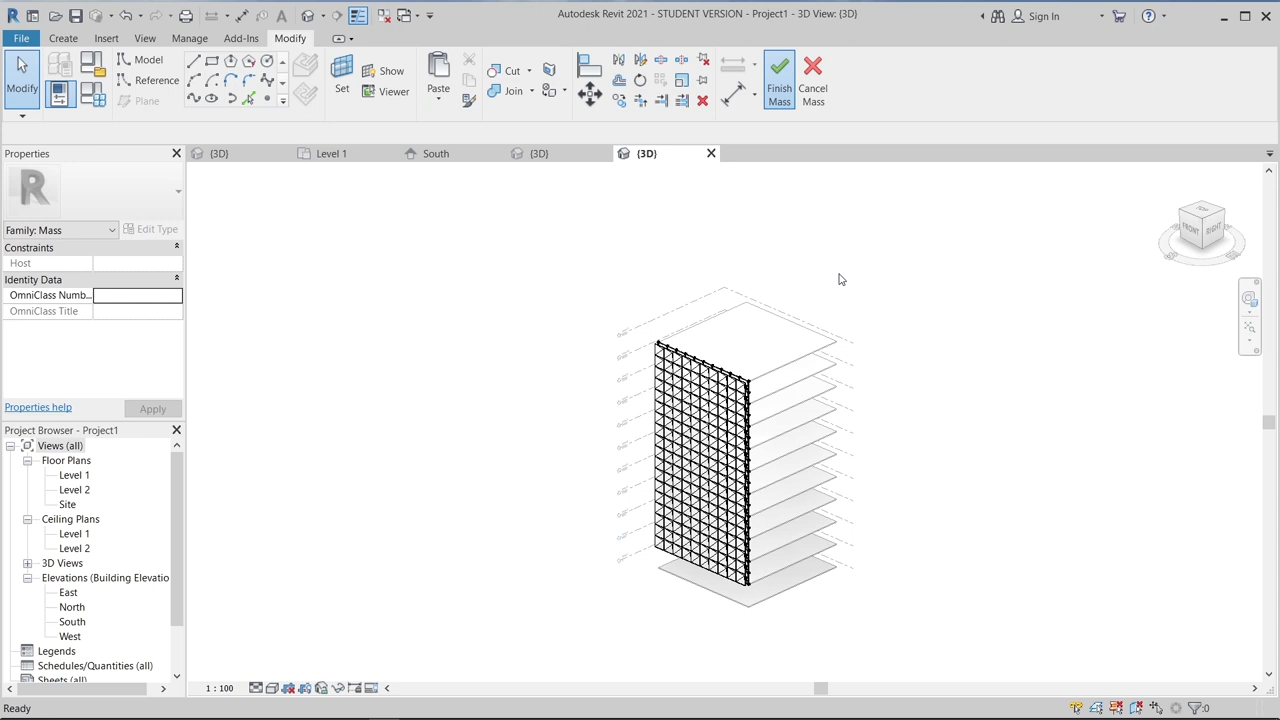 Autodesk Revit 2021 - STUDENT VERSION - Project1 - 3D View: {3D}
Sign In
File
Create
Insert
View
Manage
Add-Ins
Modify
Modify
Model
Reference
Plane
Set
Show
Viewer
Paste
Cut
Join
Finish
Mass
Cancel
Mass
Properties
{3D}
Level 1
South
{3D}
{3D}
Family: Mass
Edit Type
Constraints
Host
Identity Data
OmniClass Numb...
OmniClass Title
Properties help
Apply
Project Browser - Project1
Views (all)
Floor Plans
Level 1
Level 2
Site
Ceiling Plans
Level 1
Level 2
3D Views
Elevations (Building Elevatio
East
North
South
West
Legends
Schedules/Quantities (all)
Sheets (all)
TOP
FRONT
RIGHT
1 : 100
Ready
:0